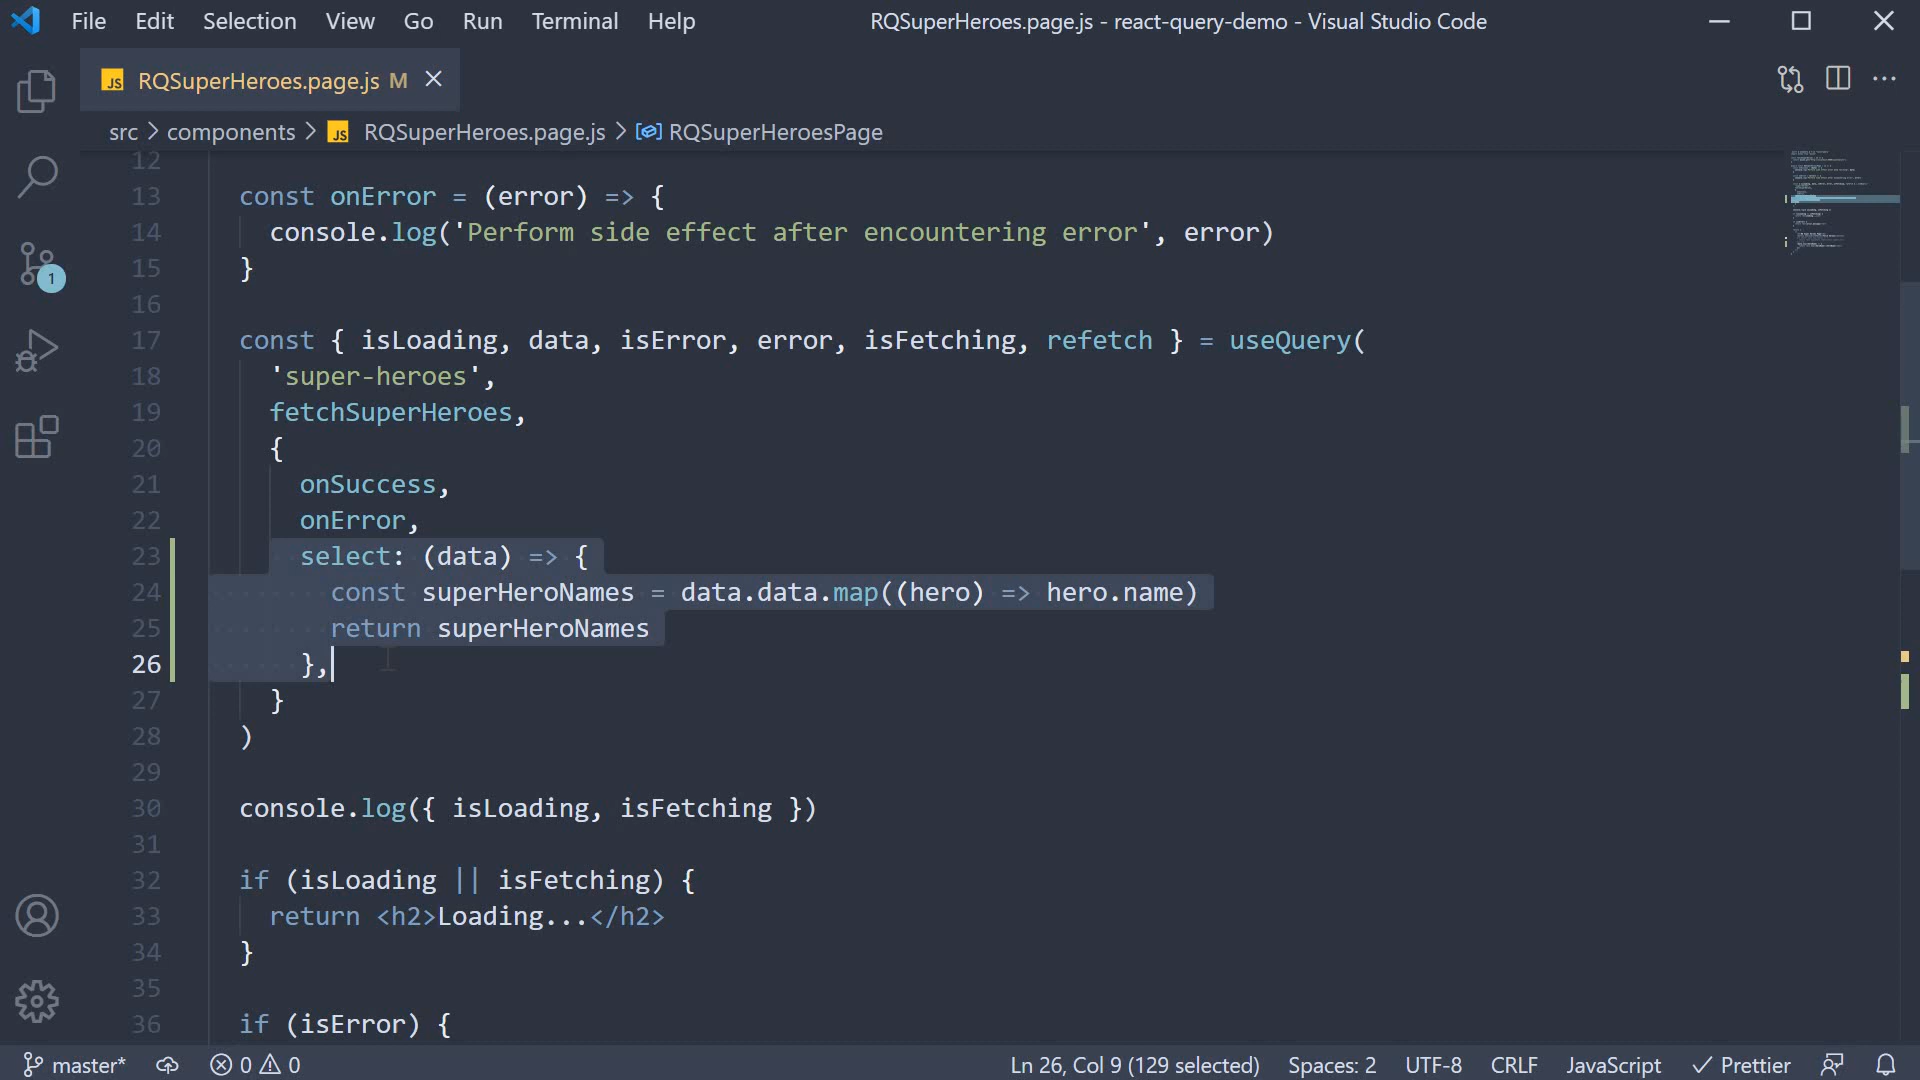 File Edit Selection View Go Run Terminal Help RQSuperHeroes.page.js - react-query-demo - Visual Studio Code
JS RQSuperHeroes.page.js M
src > components > JS RQSuperHeroes.page.js > RQSuperHeroesPage
12
13 const onError = (error) => {
14 console.log('Perform side effect after encountering error', error)
15 }
16
17 const { isLoading, data, isError, error, isFetching, refetch } = useQuery(
18 'super-heroes',
19 fetchSuperHeroes,
20 {
21 onSuccess,
22 onError,
23 select: (data) => {
24 const superHeroNames = data.data.map((hero) => hero.name)
25 return superHeroNames
26 },
27 }
28 )
29
30 console.log({ isLoading, isFetching })
31
32 if (isLoading || isFetching) {
33 return <h2>Loading...</h2>
34 }
35
36 if (isError) {
1
master* 0 0 Ln 26, Col 9 (129 selected) Spaces: 2 UTF-8 CRLF JavaScript Prettier